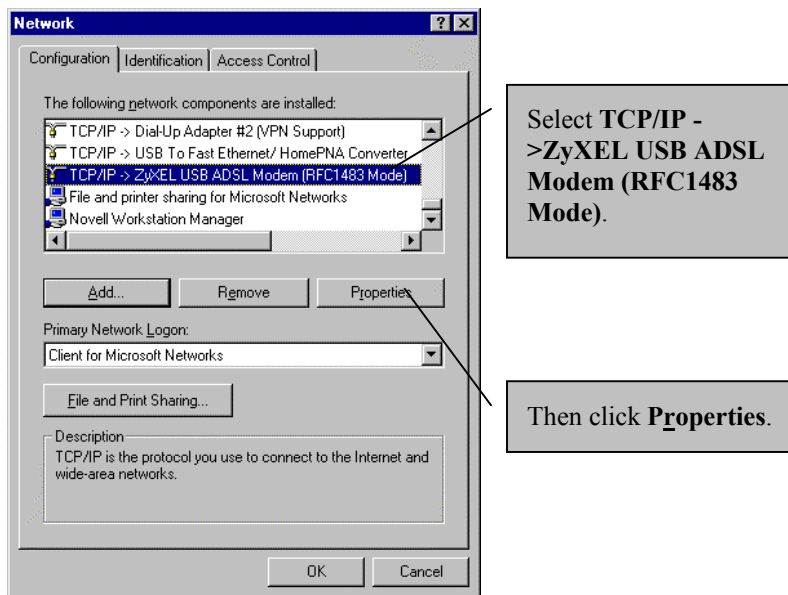 Network
Configuration Identification Access Control
The following network components are installed:
TCP/IP -> Dial-Up Adapter #2 (VPN Support)
TCP/IP -> USB To Fast Ethernet/ HomePNA Converter
TCP/IP -> ZyXEL USB ADSL Modem (RFC1483 Mode)
File and printer sharing for Microsoft Networks
Novell Workstation Manager
Add... Remove Properties
Primary Network Logon:
Client for Microsoft Networks
File and Print Sharing...
Description
TCP/IP is the protocol you use to connect to the Internet and
wide-area networks.
OK Cancel
Select TCP/IP -
>ZyXEL USB ADSL
Modem (RFC1483
Mode).
Then click Properties.